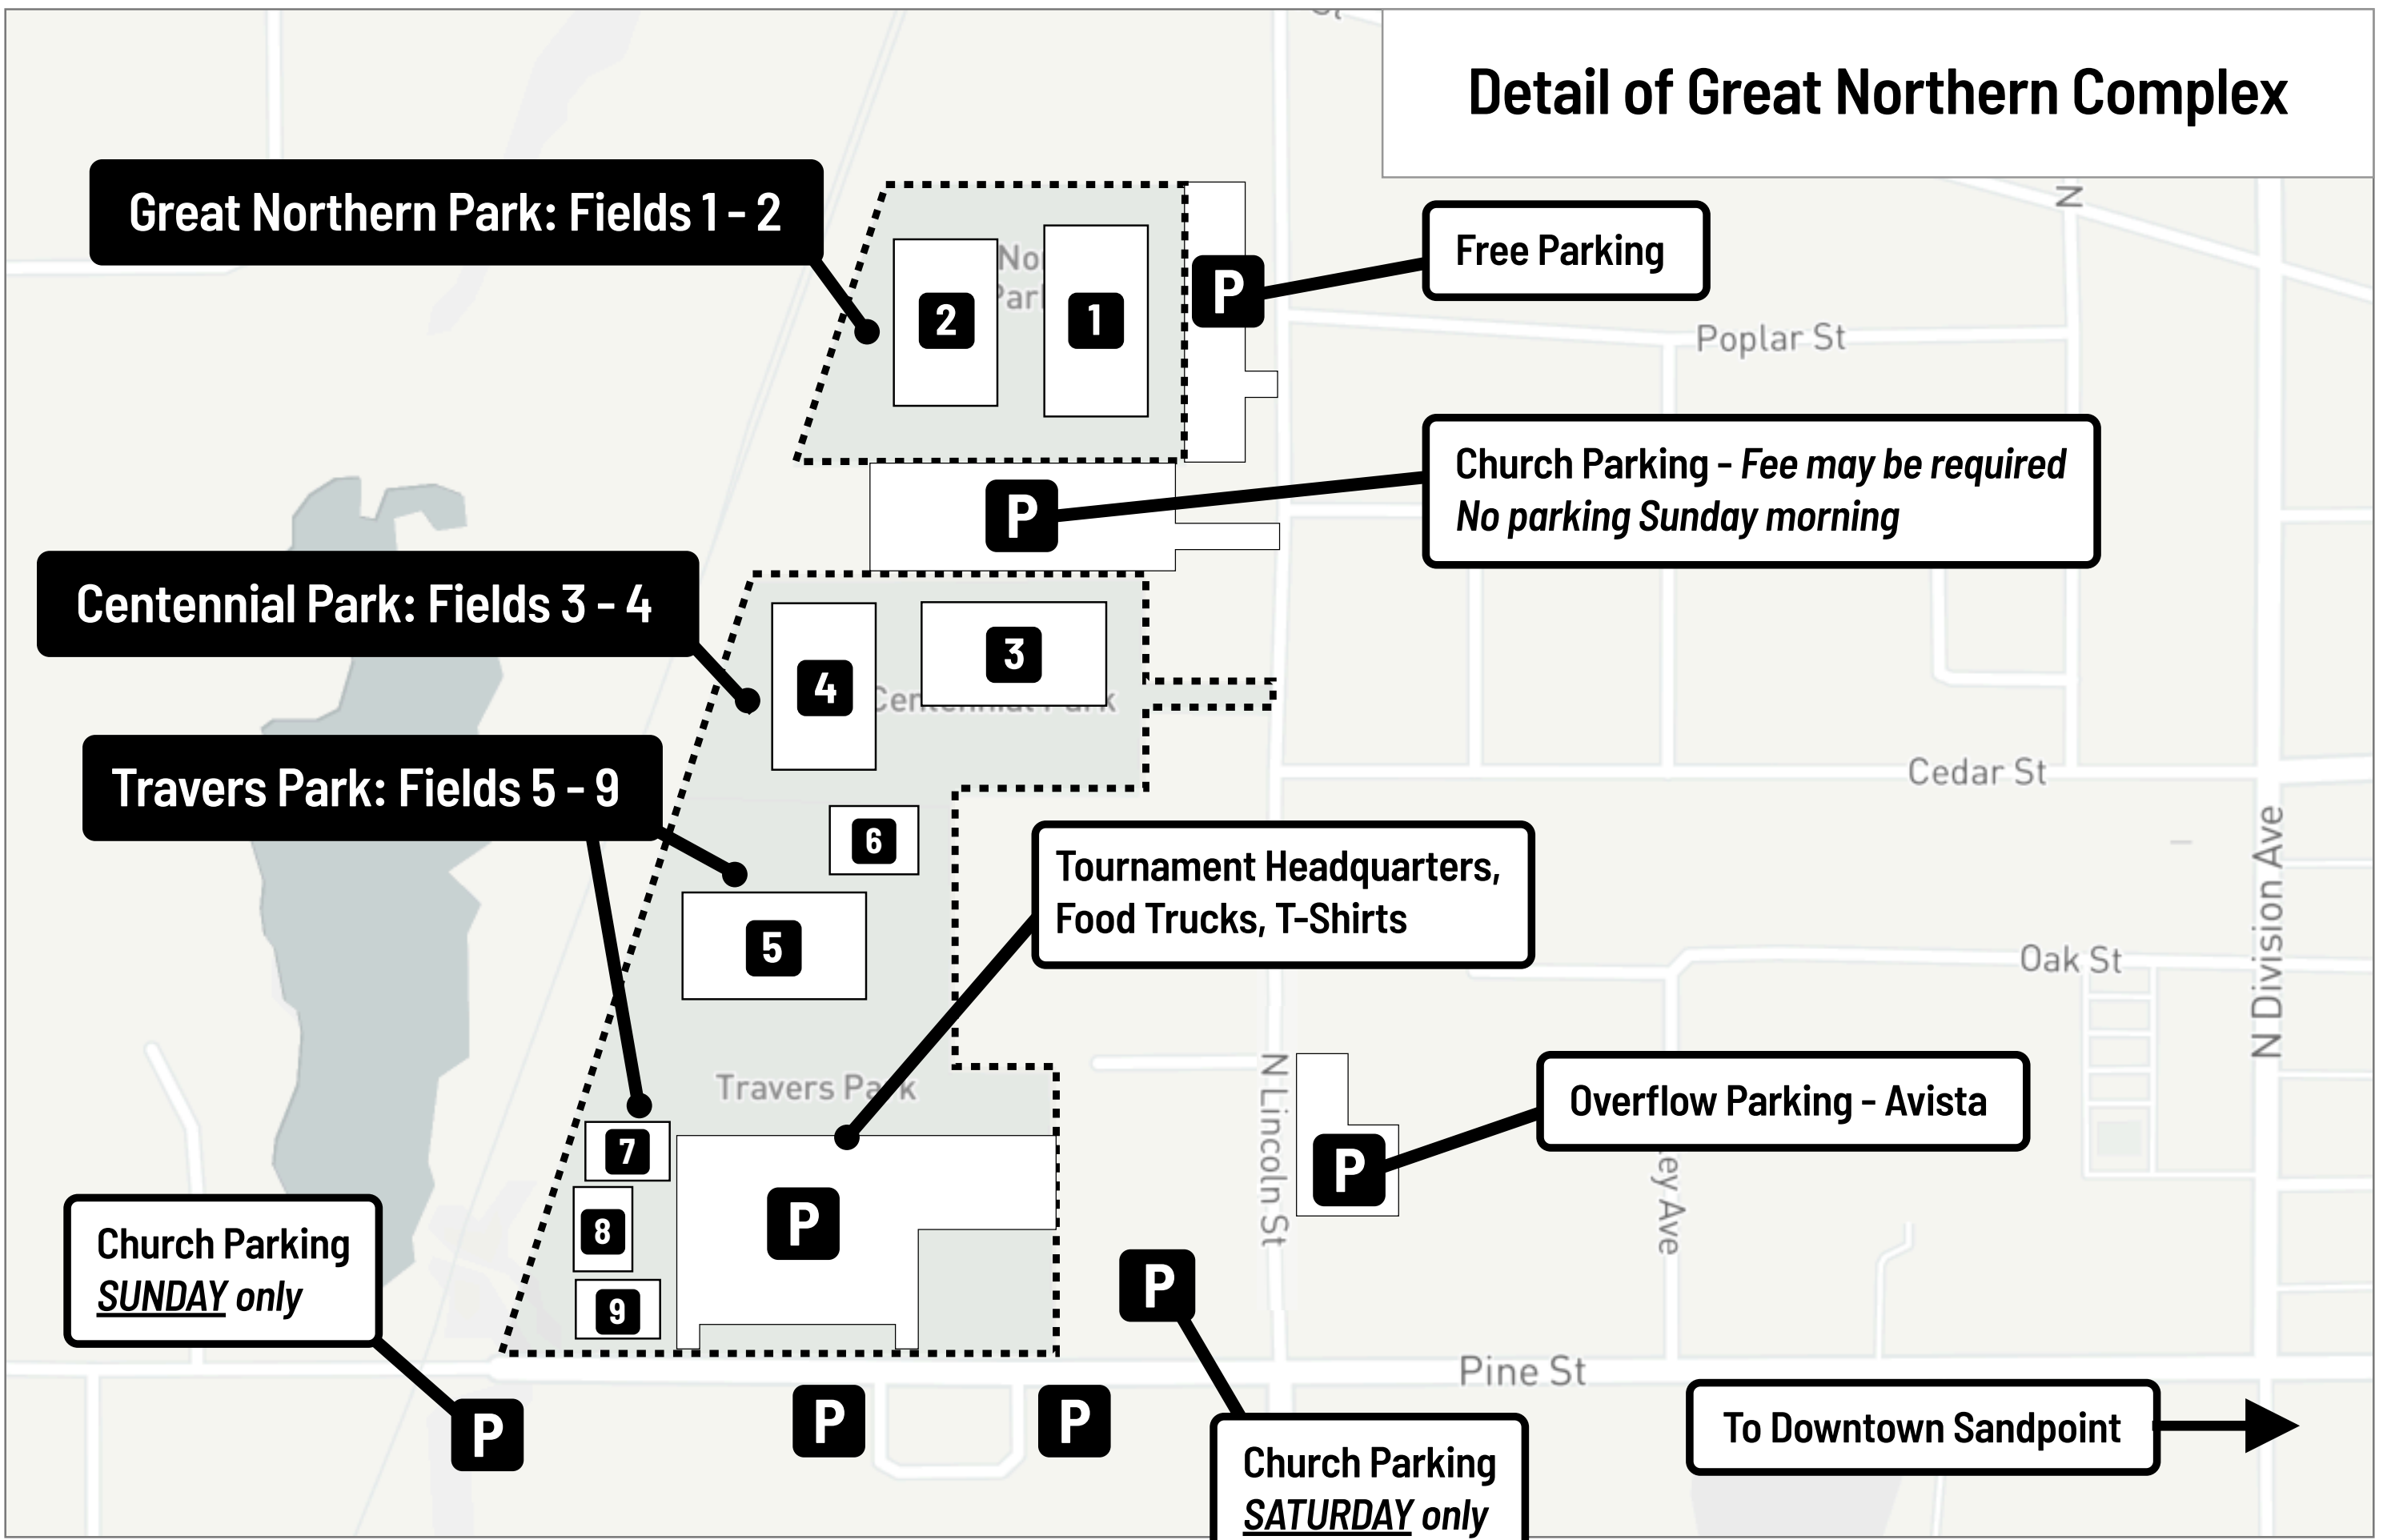 Detail of Great Northern Complex
N
Great Northern Park: Fields 1 - 2
Free Parking
2
1
P
Poplar St
Church Parking - Fee may be required
No parking Sunday morning
P
Centennial Park: Fields 3 - 4
4
3
Park
Cedar St
Travers Park: Fields 5 - 9
6
5
Tournament Headquarters,
Food Trucks, T-Shirts
Oak St
N Division Ave
Travers Park
N Lincoln St
Overflow Parking - Avista
P
Ave
7
8
9
P
P
Church Parking
SUNDAY only
P
P
P
Pine St
To Downtown Sandpoint
Church Parking
SATURDAY only